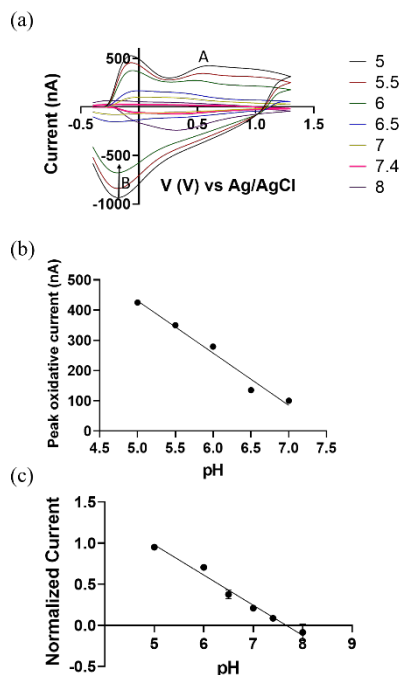 (a)
Current (nA)
500
-500
-1000
-0.5
0.5
1.0
1.5
A
B
V (V) vs Ag/AgCl
5
5.5
6
6.5
7
7.4
8
(b)
Peak oxidative current (nA)
500
400
300
200
100
0
4.5 5.0 5.5 6.0 6.5 7.0 7.5
pH
(c)
Normalized Current
1.5
1.0
0.5
0.0
-0.5
5 6 7 8 9
pH